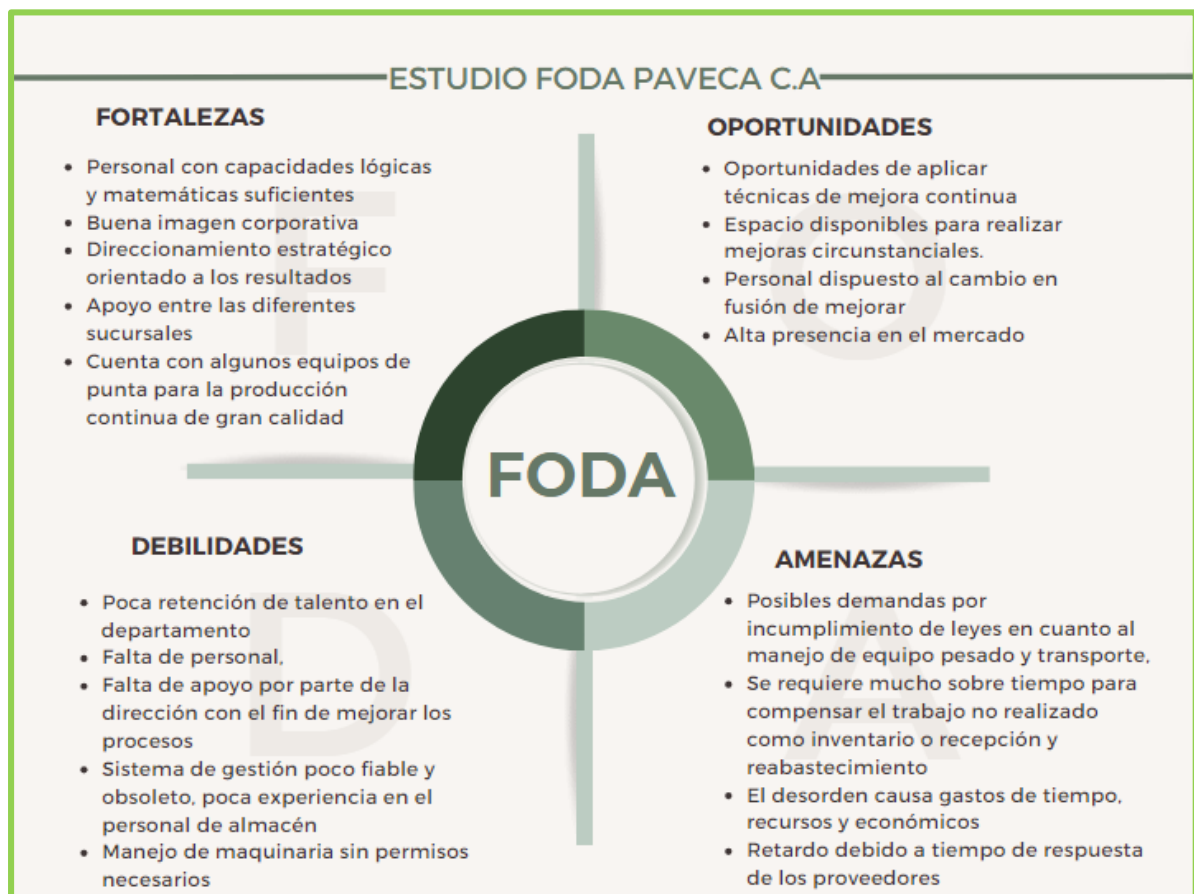 ESTUDIO FODA PAVECA C.A
FORTALEZAS
• Personal con capacidades lógicas
y matemáticas suficientes
• Buena imagen corporativa
• Direccionamiento estratégico
orientado a los resultados
• Apoyo entre las diferentes
sucursales
• Cuenta con algunos equipos de
punta para la producción
continua de gran calidad
F
OPORTUNIDADES
• Oportunidades de aplicar
técnicas de mejora continua
• Espacio disponibles para realizar
mejoras circunstanciales.
• Personal dispuesto al cambio en
fusión de mejorar
• Alta presencia en el mercado
O
FODA
DEBILIDADES
• Poca retención de talento en el
departamento
• Falta de personal,
• Falta de apoyo por parte de la
dirección con el fin de mejorar los
procesos
• Sistema de gestión poco fiable y
obsoleto, poca experiencia en el
personal de almacén
• Manejo de maquinaria sin permisos
necesarios
D
AMENAZAS
• Posibles demandas por
incumplimiento de leyes en cuanto al
manejo de equipo pesado y transporte,
• Se requiere mucho sobre tiempo para
compensar el trabajo no realizado
como inventario o recepción y
reabastecimiento
• El desorden causa gastos de tiempo,
recursos y económicos
• Retardo debido a tiempo de respuesta
de los proveedores
A